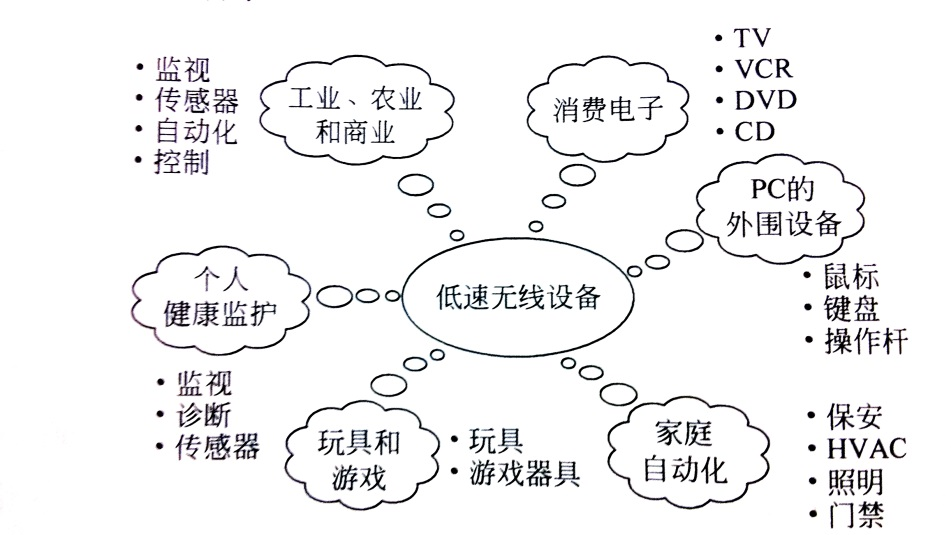 • 监视
• 传感器
• 自动化
• 控制
工业、农业
和商业
消费电子
• TV
• VCR
• DVD
• CD
PC的
外围设备
• 鼠标
• 键盘
• 操作杆
低速无线设备
个人
健康监护
• 监视
• 诊断
• 传感器
玩具和
游戏
• 玩具
• 游戏器具
家庭
自动化
• 保安
• HVAC
• 照明
• 门禁